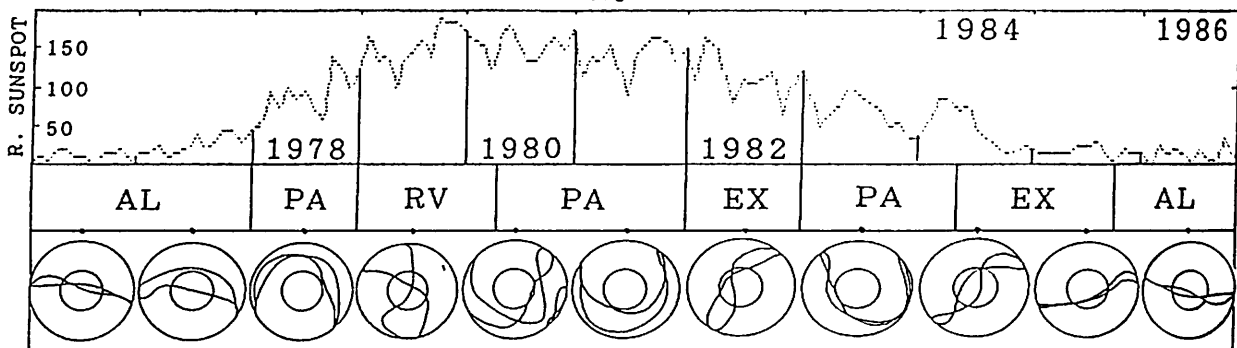 1984 1986
R. SUNSPOT
150
100
50
1978 1980 1982
AL PA RV PA EX PA EX AL